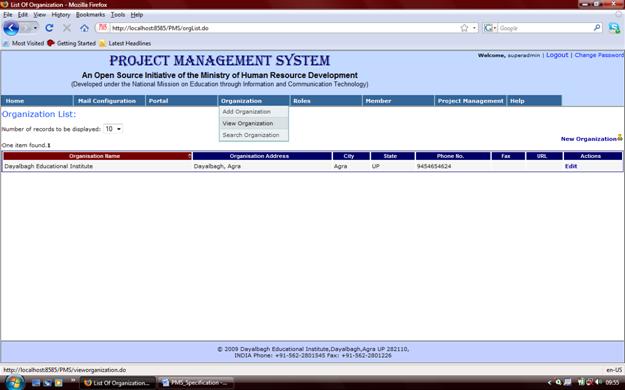 List Of Organization - Mozilla Firefox
File Edit View History Bookmarks Tools Help
http://localhost:8585/PMS/orgList.do
Google
Most Visited Getting Started Latest Headlines
PROJECT MANAGEMENT SYSTEM
Welcome, superadmin | Logout | Change Password
An Open Source Initiative of the Ministry of Human Resource Development
(Developed under the National Mission on Education through Information and Communication Technology)
Home Mail Configuration Portal Organization Roles Member Project Management Help
Add Organization
View Organization
Search Organization
Organization List:
Number of records to be displayed: 10
New Organization
One item found.1
Organisation Name Organisation Address City State Phone No. Fax URL Actions
Dayalbagh Educational Institute Dayalbagh, Agra Agra UP 9454654624 Edit
© 2009 Dayalbagh Educational Institute,Dayalbagh,Agra UP 282110,
INDIA Phone: +91-562-2801545 Fax: +91-562-2801226
http://localhost:8585/PMS/vieworganization.do
en-US
List Of Organization... PMS_Specification -...
09:55